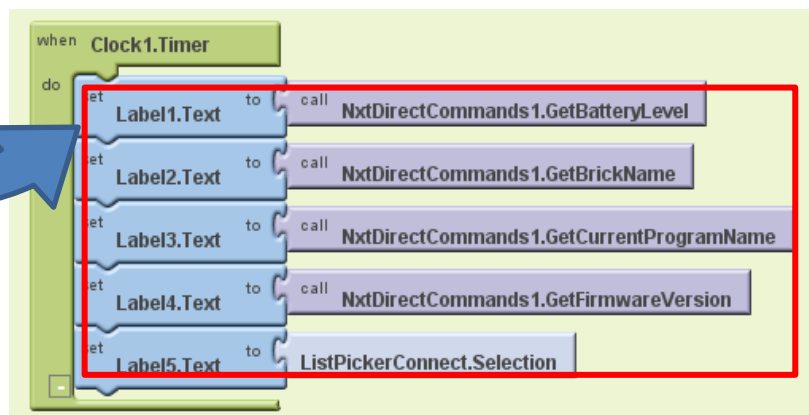 when Clock1.Timer
do
set Label1.Text to call NxtDirectCommands1.GetBatteryLevel
set Label2.Text to call NxtDirectCommands1.GetBrickName
set Label3.Text to call NxtDirectCommands1.GetCurrentProgramName
set Label4.Text to call NxtDirectCommands1.GetFirmwareVersion
set Label5.Text to ListPickerConnect.Selection
-